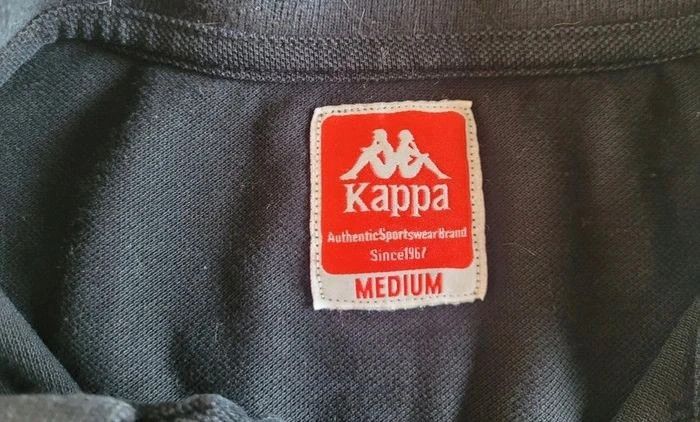 Kappa
AuthenticSportswearBrand
Since1967
MEDIUM